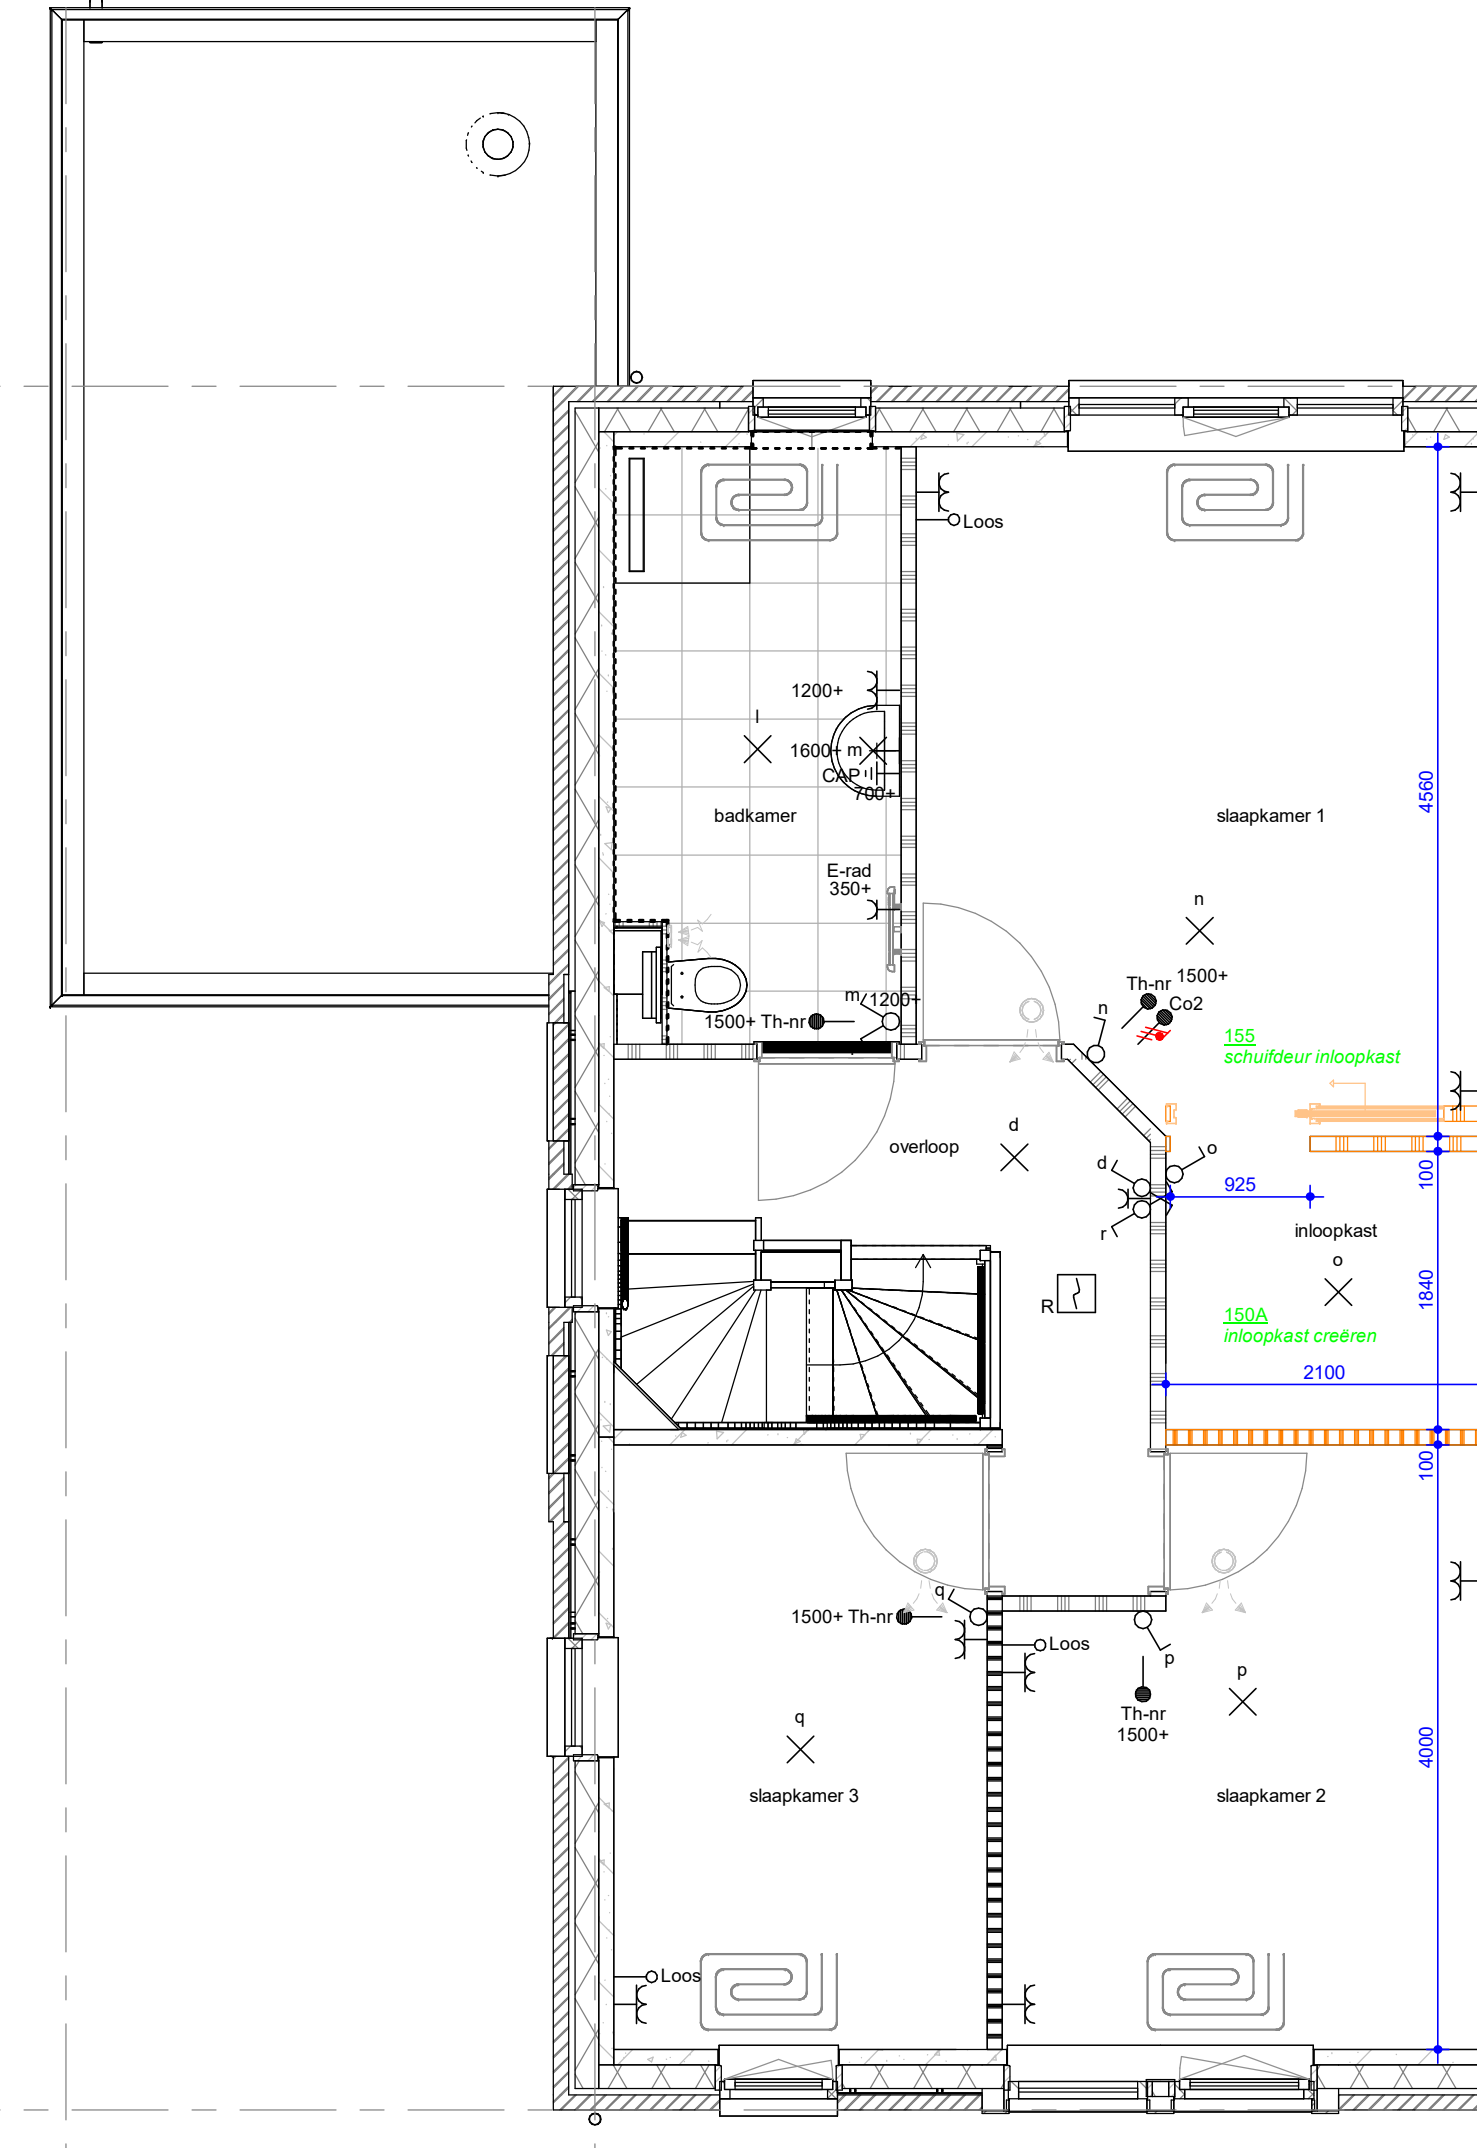 Loos
1200+
l
1600+ m
CAP
700+
4560
badkamer
slaapkamer 1
E-rad
350+
n
1500+
Th-nr
Co2
m
1200+
1500+ Th-nr
n
155
schuifdeur inloopkast
d
overloop
d
o
100
925
r
inloopkast
o
1840
R
150A
inloopkast creëren
2100
100
q
1500+ Th-nr
Loos
p
p
Th-nr
1500+
q
4000
slaapkamer 3
slaapkamer 2
Loos